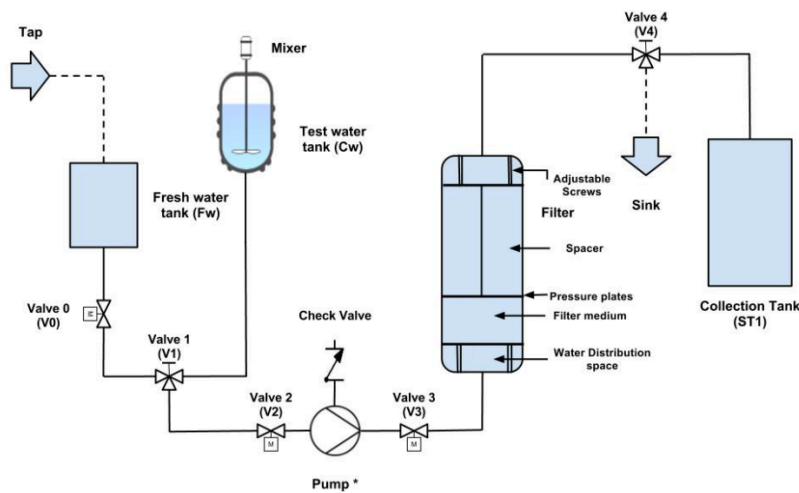 Tap
Mixer
Valve 4
(V4)
Test water
tank (Cw)
Adjustable
Screws
Fresh water
tank (Fw)
Filter
Sink
Spacer
Valve 0
(V0)
Pressure plates
Collection Tank
(ST1)
Check Valve
Filter medium
Valve 1
(V1)
Water Distribution
space
Valve 2
(V2)
Valve 3
(V3)
M
M
M
Pump *